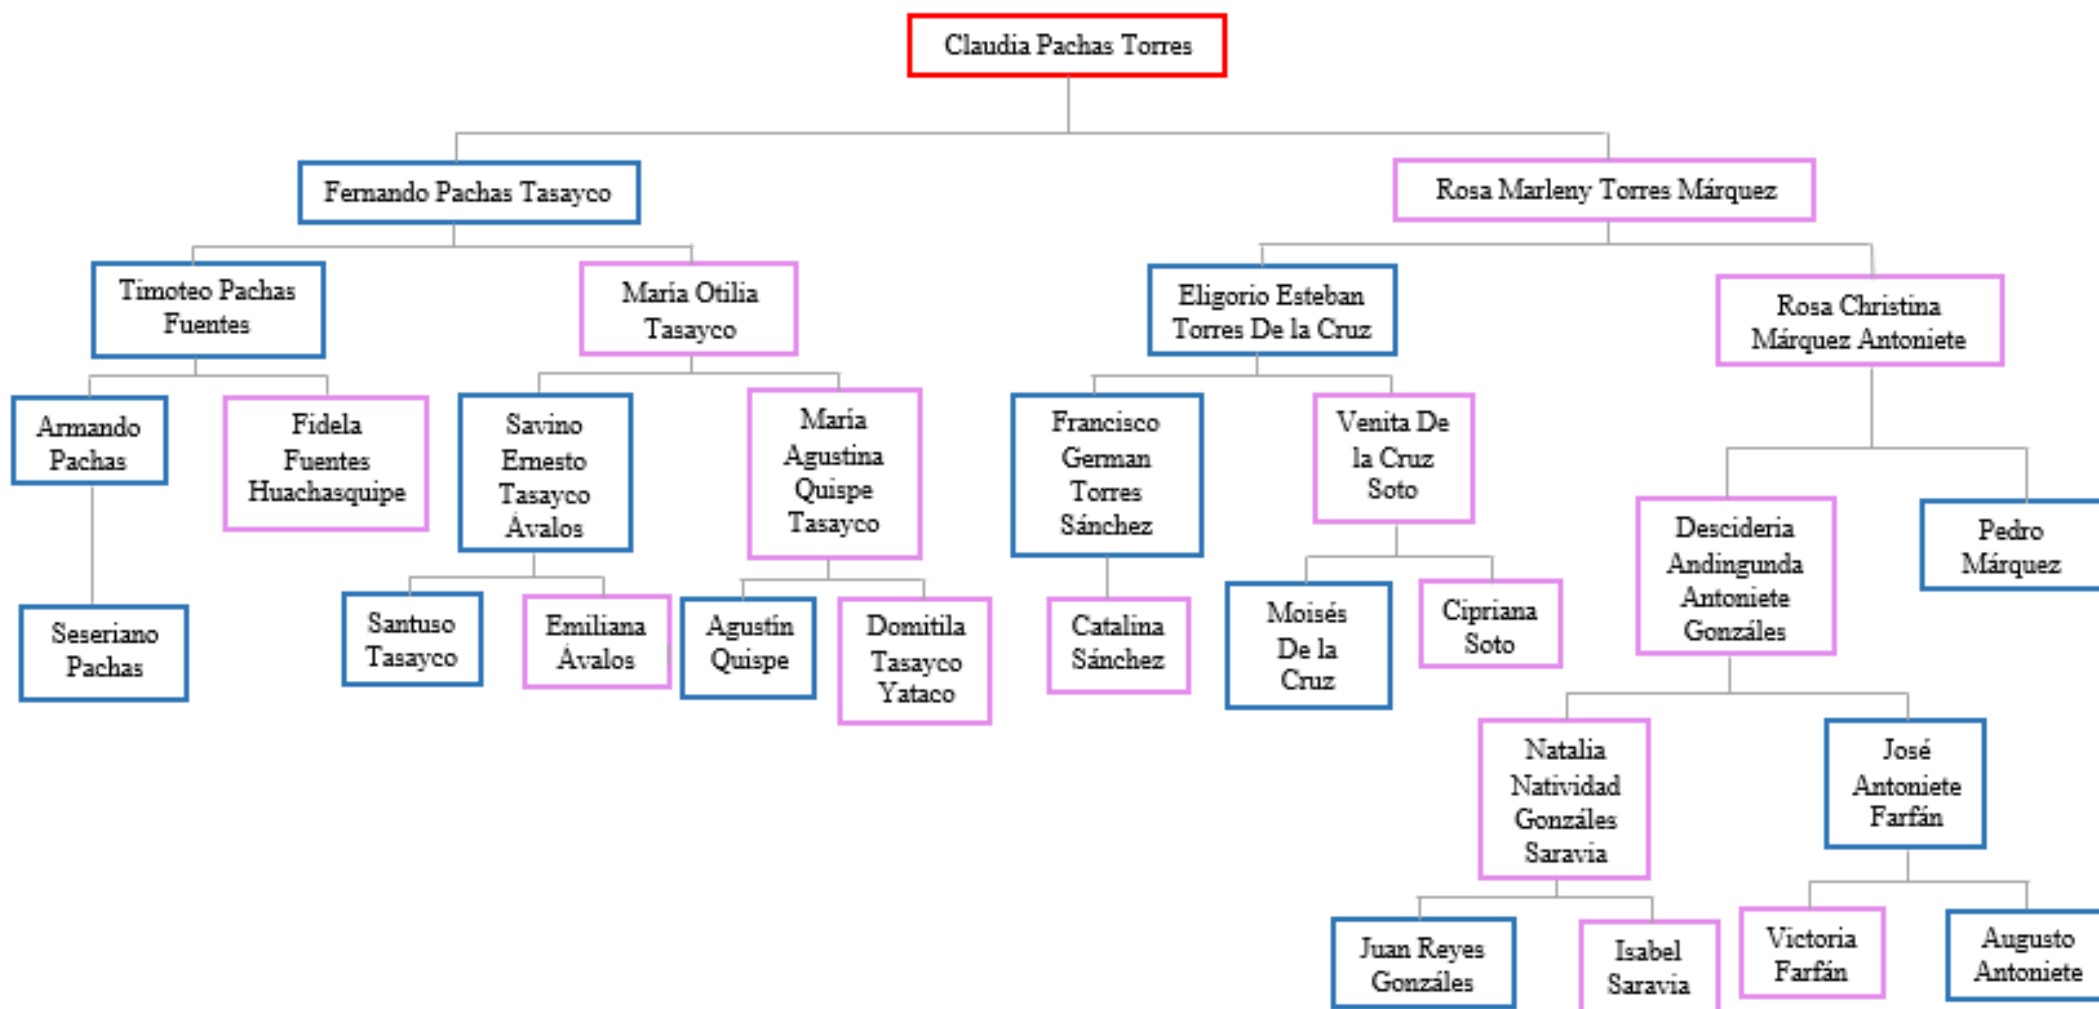 Claudia Pachas Torres
Fernando Pachas Tasayco
Rosa Marleny Torres Márquez
Timoteo Pachas
Fuentes
María Otilia
Tasayco
Eligorio Esteban
Torres De la Cruz
Rosa Christina
Márquez Antoniete
Armando
Pachas
Fidela
Fuentes
Huachasquipe
Savino
Ernesto
Tasayco
Ávalos
María
Agustina
Quispe
Tasayco
Francisco
German
Torres
Sánchez
Venita De
la Cruz
Soto
Descideria
Andingunda
Antoniete
Gonzáles
Pedro
Márquez
Seseriano
Pachas
Santuso
Tasayco
Emiliana
Ávalos
Agustín
Quispe
Domitila
Tasayco
Yataco
Catalina
Sánchez
Moisés
De la
Cruz
Cipriana
Soto
Natalia
Natividad
Gonzáles
Saravia
José
Antoniete
Farfán
Juan Reyes
Gonzáles
Isabel
Saravia
Victoria
Farfán
Augusto
Antoniete